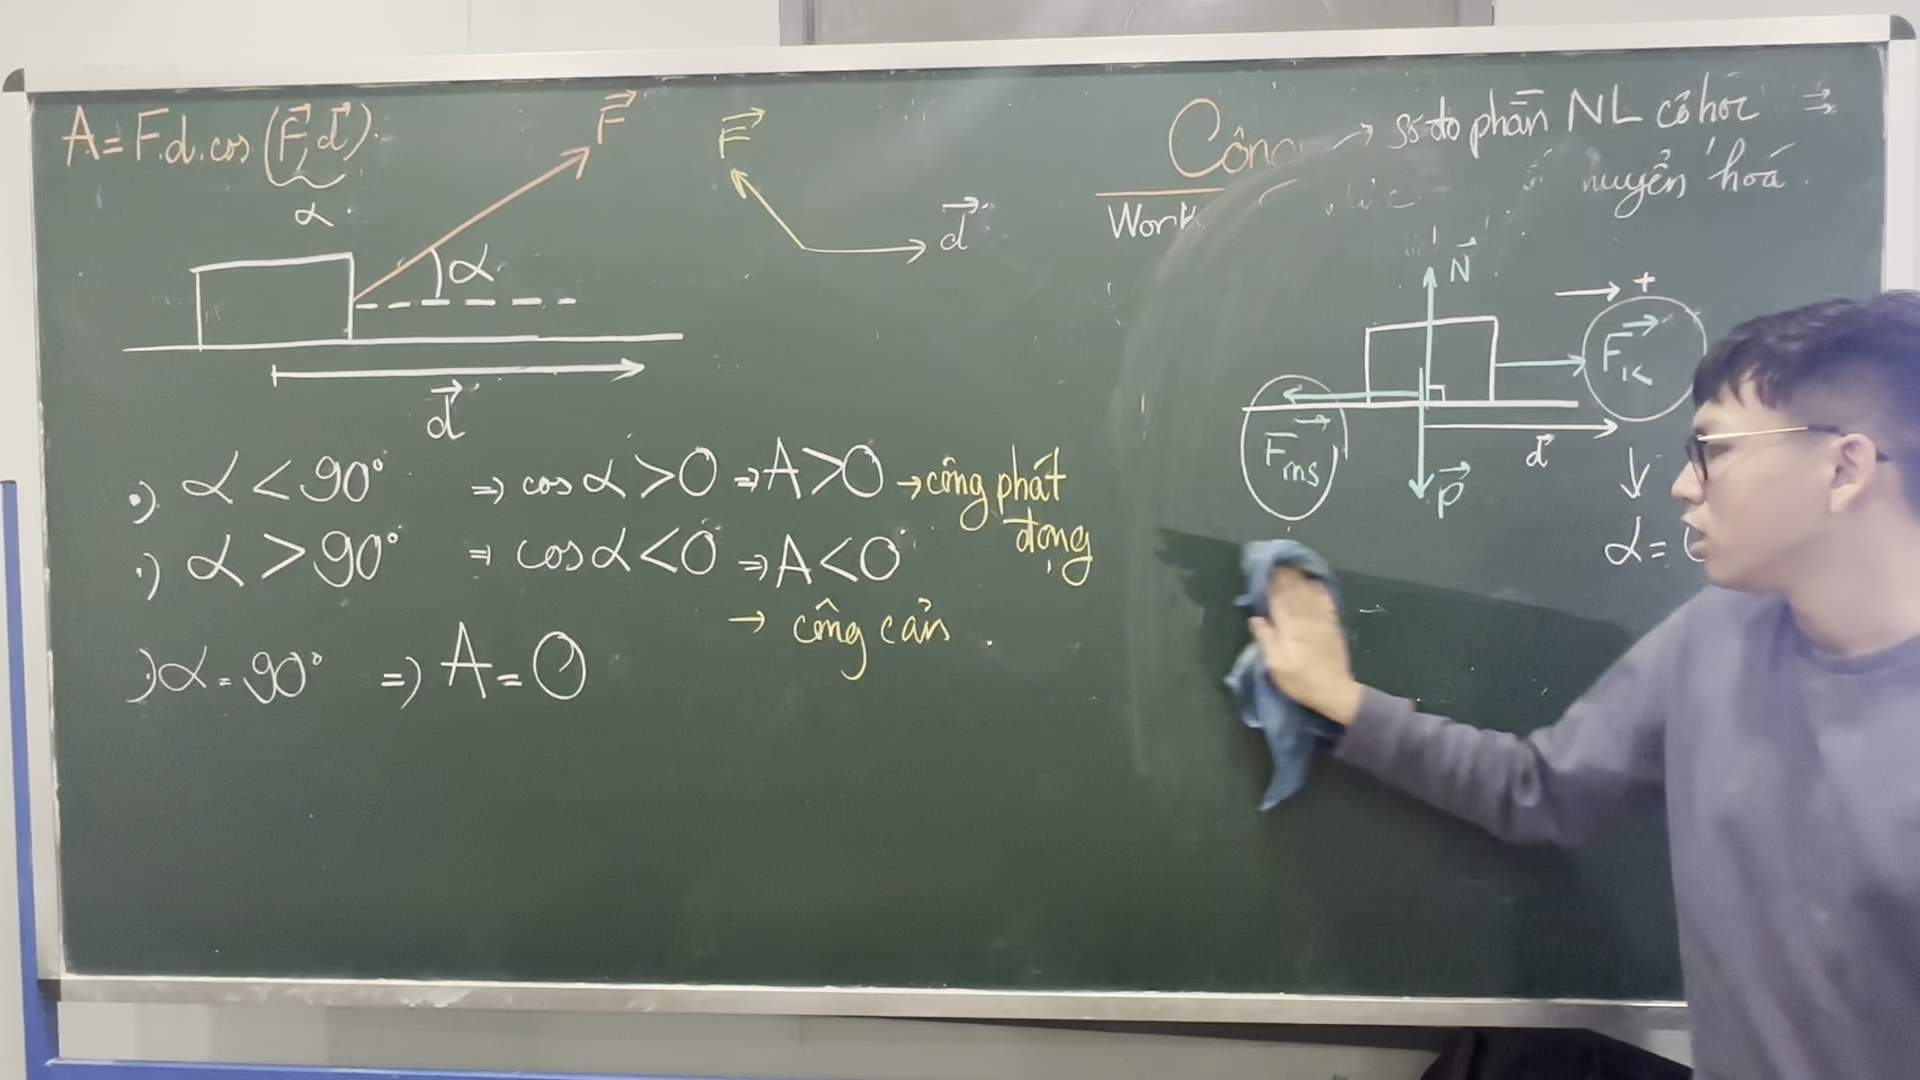 A = F.d.cos(F⃗, d⃗)
α
F⃗
α
d⃗
F⃗
d⃗
•) α < 90° ⇒ cos α > 0 ⇒ A > 0 → công phát động
•) α > 90° ⇒ cos α < 0 ⇒ A < 0
→ công cản.
•) α = 90° ⇒ A = 0
Công → số đo phần NL cơ học ⇒
Work
hoá.
N⃗
+
F⃗k
F⃗ms
d⃗
P⃗
α =